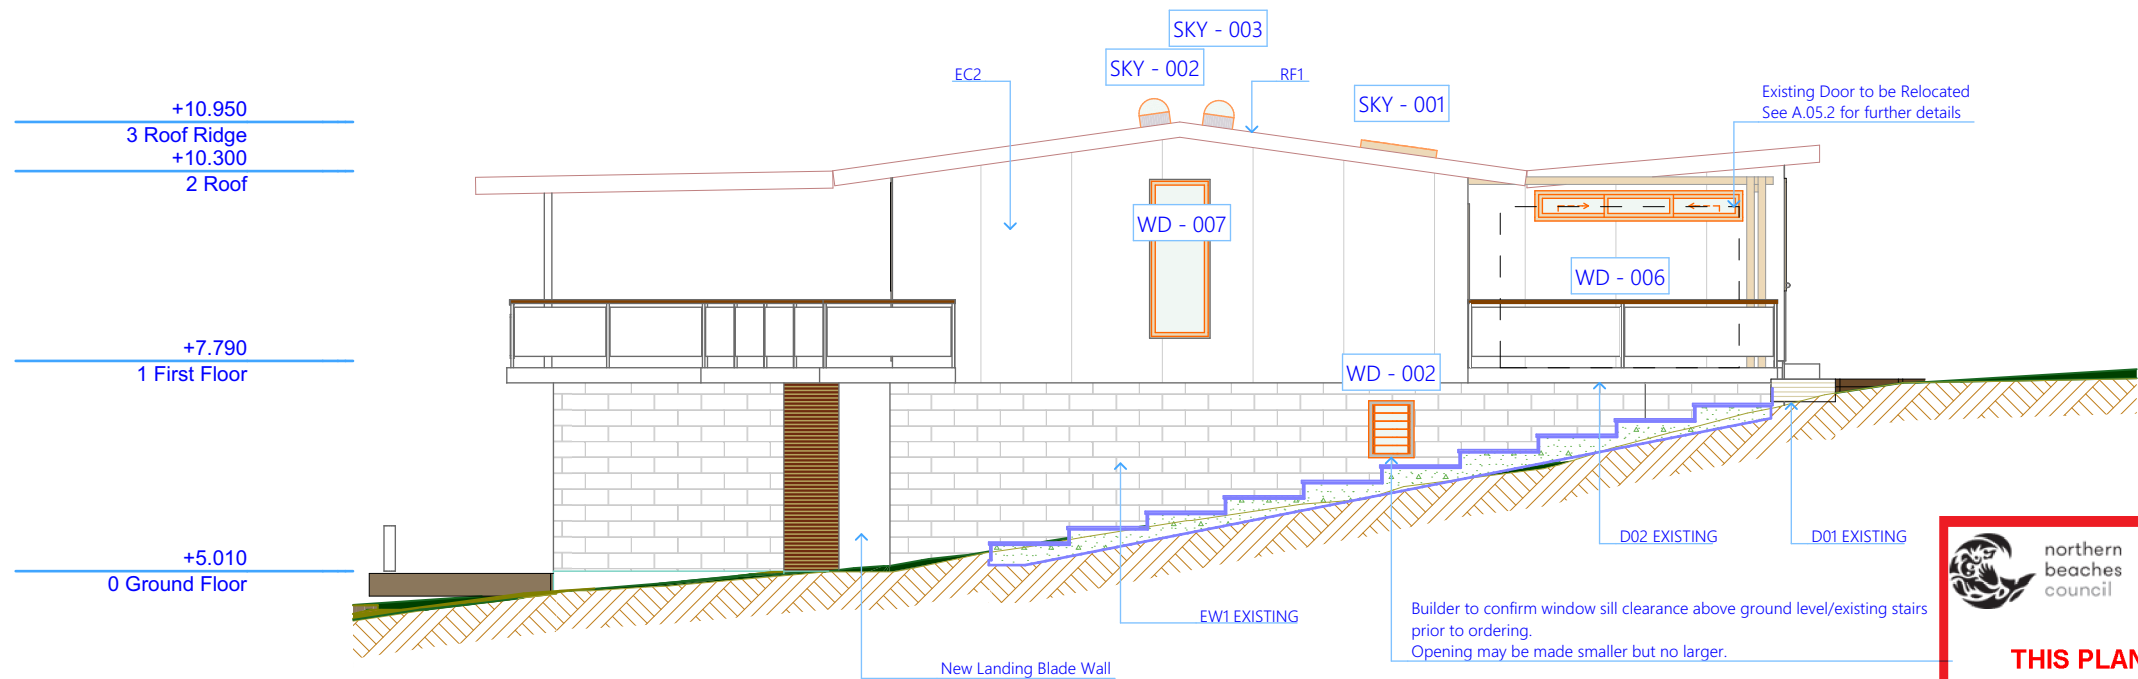 SKY - 003
SKY - 002
EC2
RF1
SKY - 001
Existing Door to be Relocated
See A.05.2 for further details
+10.950
3 Roof Ridge
+10.300
2 Roof
WD - 007
WD - 006
+7.790
1 First Floor
WD - 002
D02 EXISTING
D01 EXISTING
+5.010
0 Ground Floor
EW1 EXISTING
Builder to confirm window sill clearance above ground level/existing stairs
prior to ordering.
Opening may be made smaller but no larger.
New Landing Blade Wall
northern
beaches
council
THIS PLAN